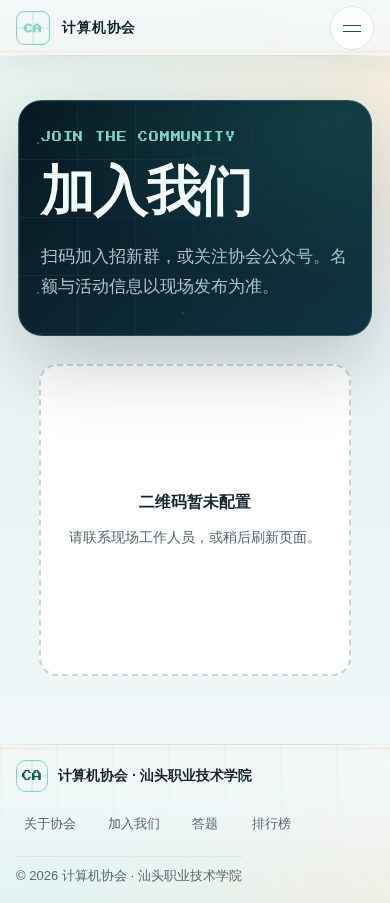 CA 计算机协会
JOIN THE COMMUNITY
加入我们
扫码加入招新群，或关注协会公众号。名
额与活动信息以现场发布为准。
二维码暂未配置
请联系现场工作人员，或稍后刷新页面。
CA 计算机协会 · 汕头职业技术学院
关于协会 加入我们 答题 排行榜
© 2026 计算机协会 · 汕头职业技术学院